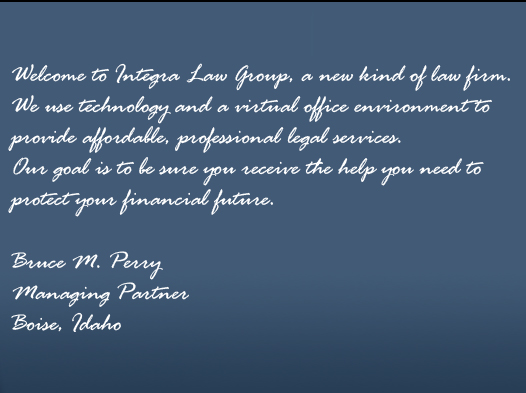 Welcome to Integra Law Group, a new kind of law firm.
We use technology and a virtual office environment to
provide affordable, professional legal services.
Our goal is to be sure you receive the help you need to
protect your financial future.
Bruce M. Perry
Managing Partner
Boise, Idaho